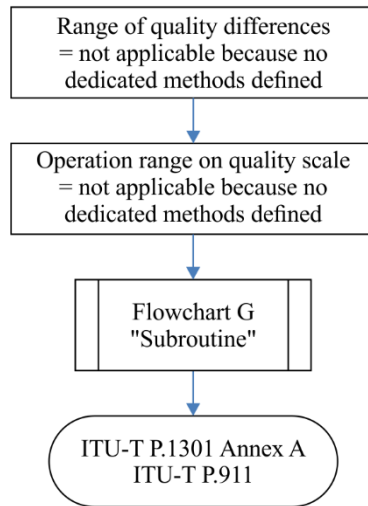 Range of quality differences
= not applicable because no
dedicated methods defined
Operation range on quality scale
= not applicable because no
dedicated methods defined
Flowchart G
"Subroutine"
ITU-T P.1301 Annex A
ITU-T P.911